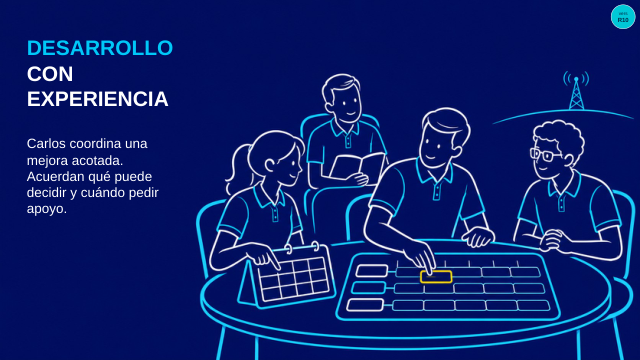 DESARROLLO
CON
EXPERIENCIA
Carlos coordina una
mejora acotada.
Acuerdan qué puede
decidir y cuándo pedir
apoyo.
R10